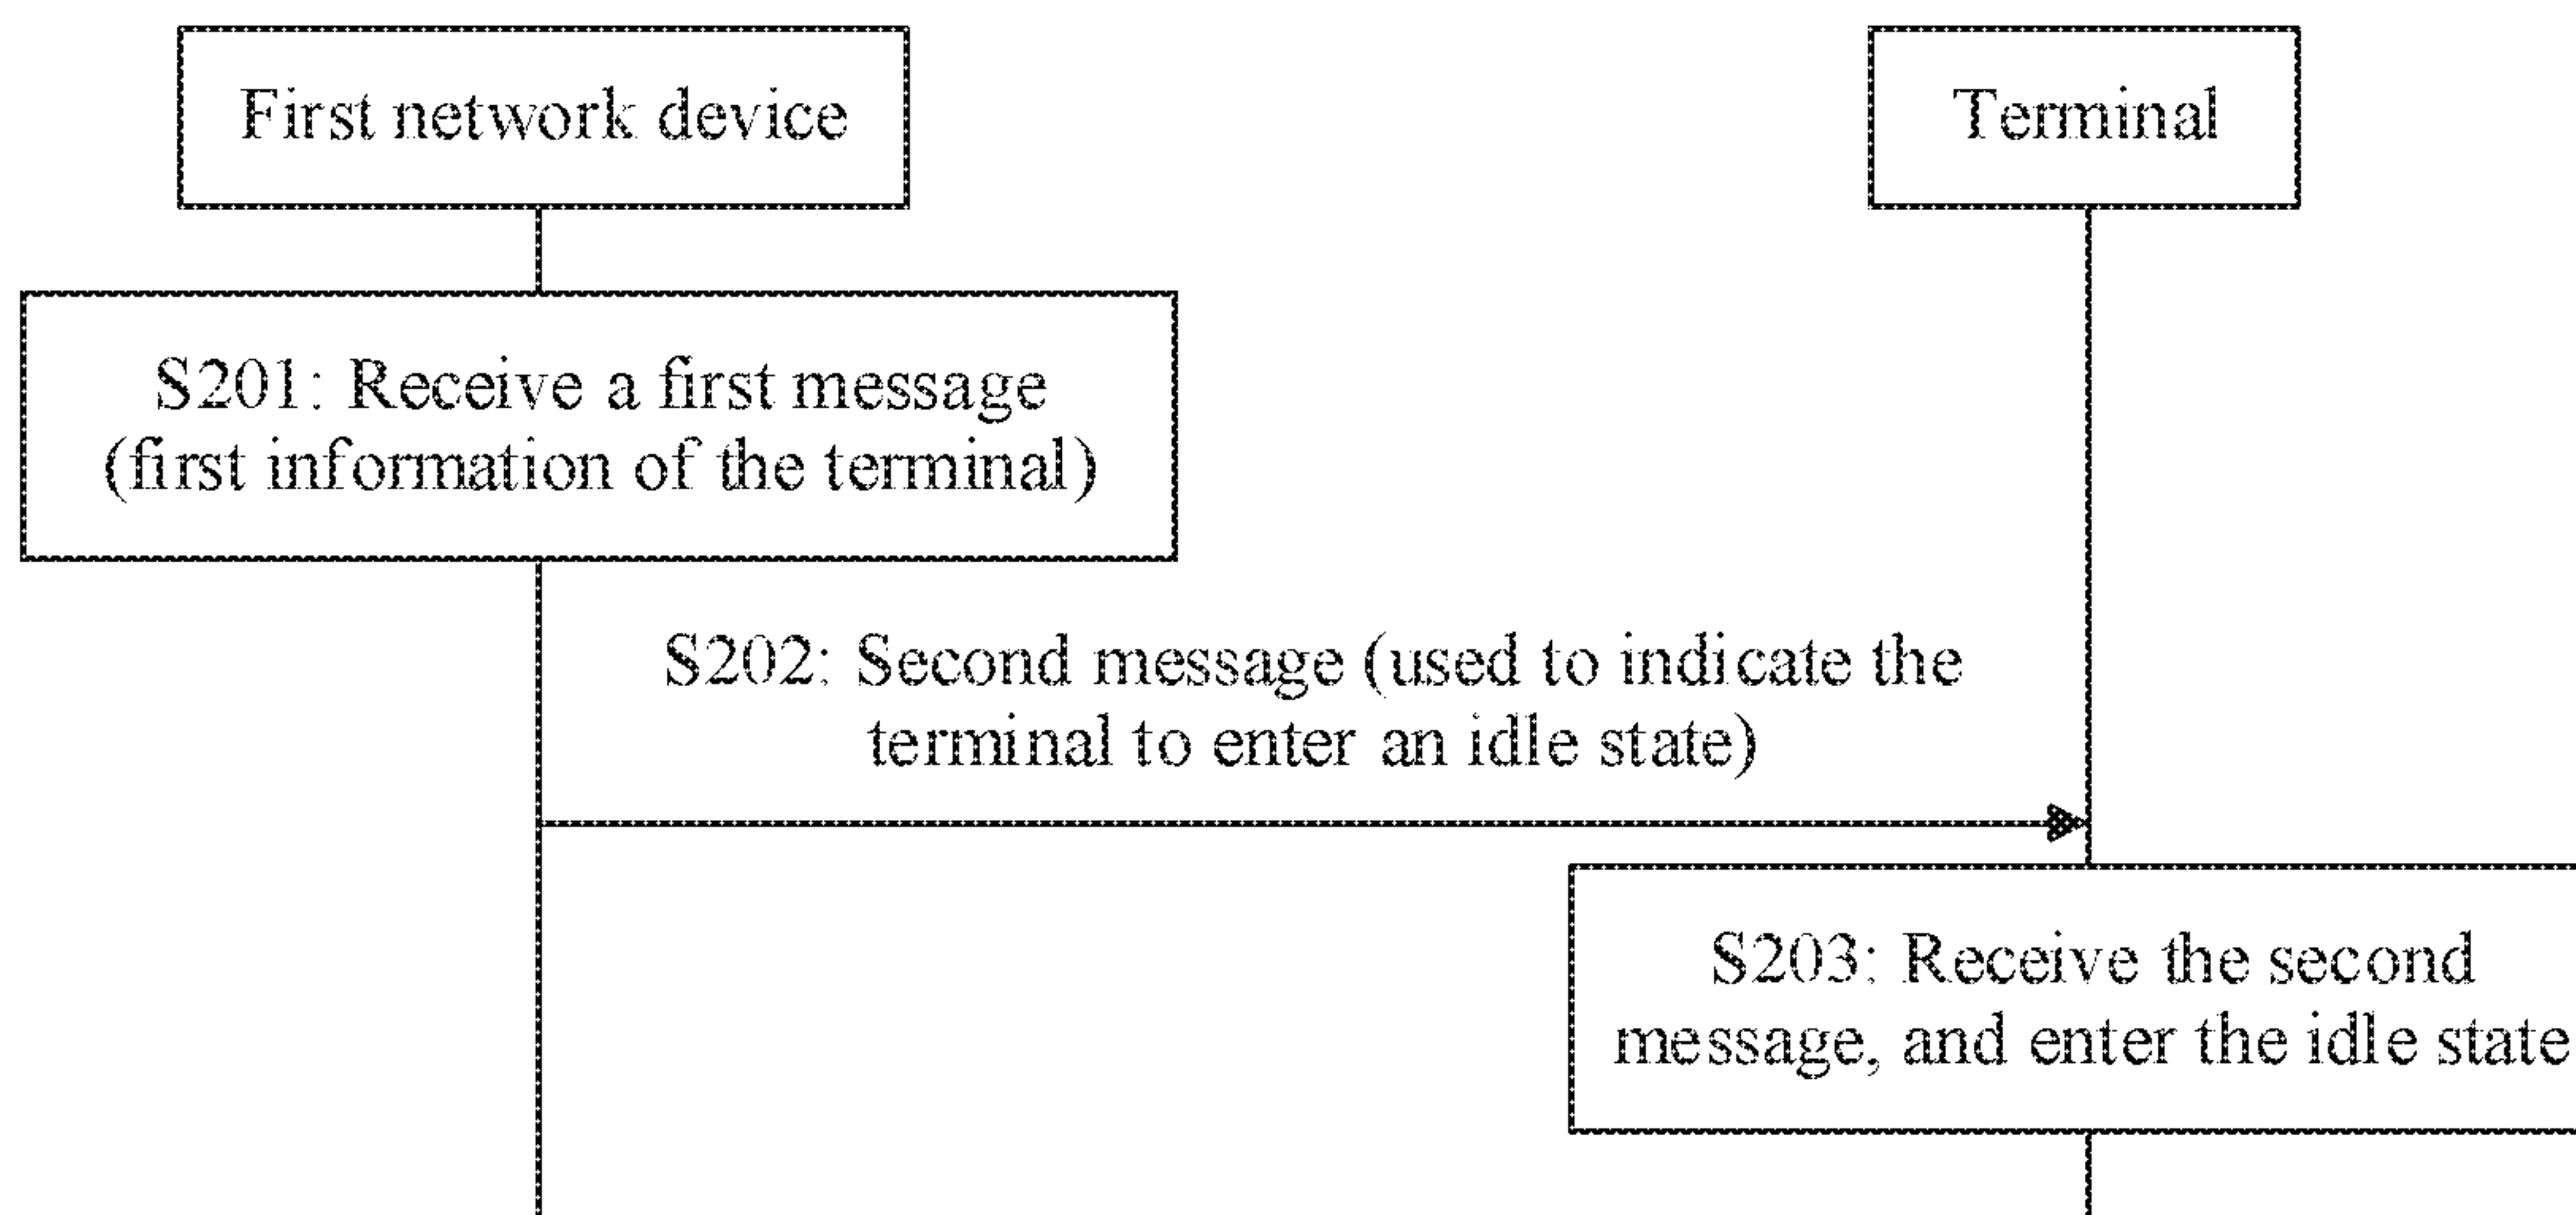 First network device
Terminal
S201: Receive a first message
(first information of the terminal)
S202: Second message (used to indicate the
terminal to enter an idle state)
S203: Receive the second
message, and enter the idle state